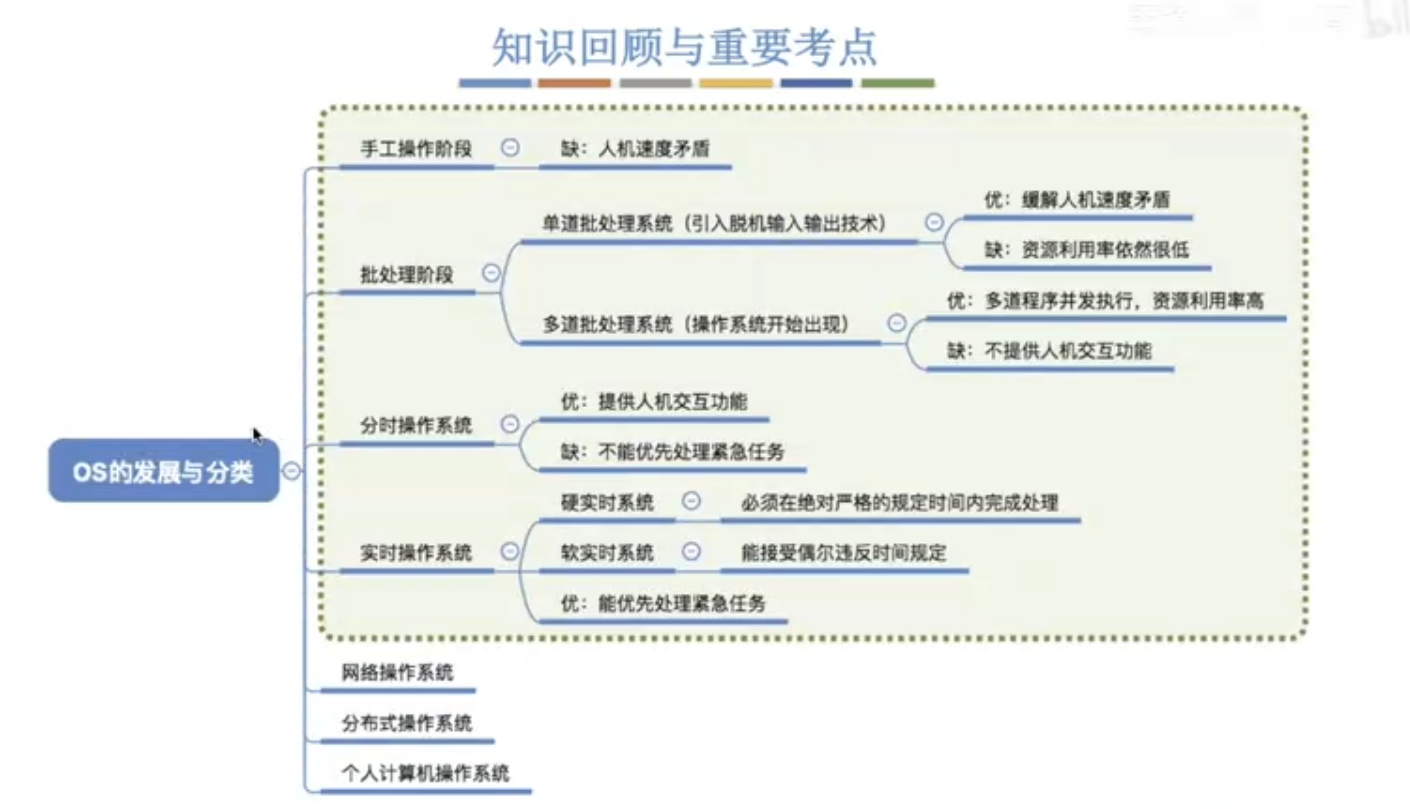 知识回顾与重要考点
手工操作阶段
缺：人机速度矛盾
批处理阶段
单道批处理系统（引入脱机输入输出技术）
优：缓解人机速度矛盾
缺：资源利用率依然很低
多道批处理系统（操作系统开始出现）
优：多道程序并发执行，资源利用率高
缺：不提供人机交互功能
OS的发展与分类
分时操作系统
优：提供人机交互功能
缺：不能优先处理紧急任务
实时操作系统
硬实时系统
必须在绝对严格的规定时间内完成处理
软实时系统
能接受偶尔违反时间规定
优：能优先处理紧急任务
网络操作系统
分布式操作系统
个人计算机操作系统